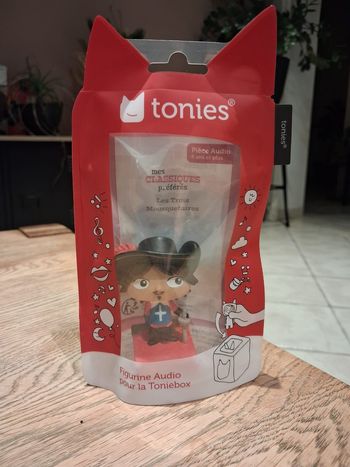 tonies®
tonies®
Pièce Audio
mes
CLASSIQUES
préférés
Les Trois
Mousquetaires
Figurine Audio
pour la Toniebox